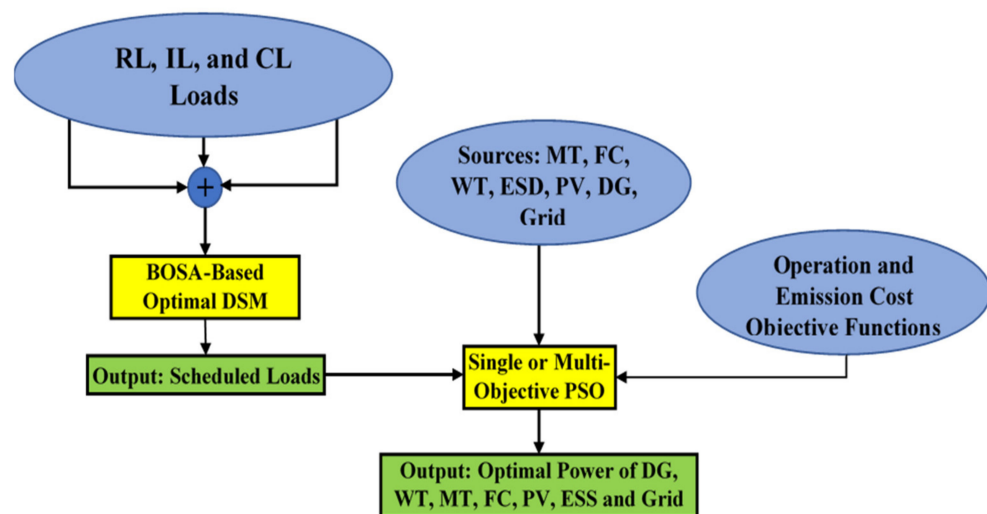 RL, IL, and CL
Loads
+
BOSA-Based
Optimal DSM
Output: Scheduled Loads
Sources: MT, FC,
WT, ESD, PV, DG,
Grid
Operation and
Emission Cost
Objective Functions
Single or Multi-
Objective PSO
Output: Optimal Power of DG,
WT, MT, FC, PV, ESS and Grid